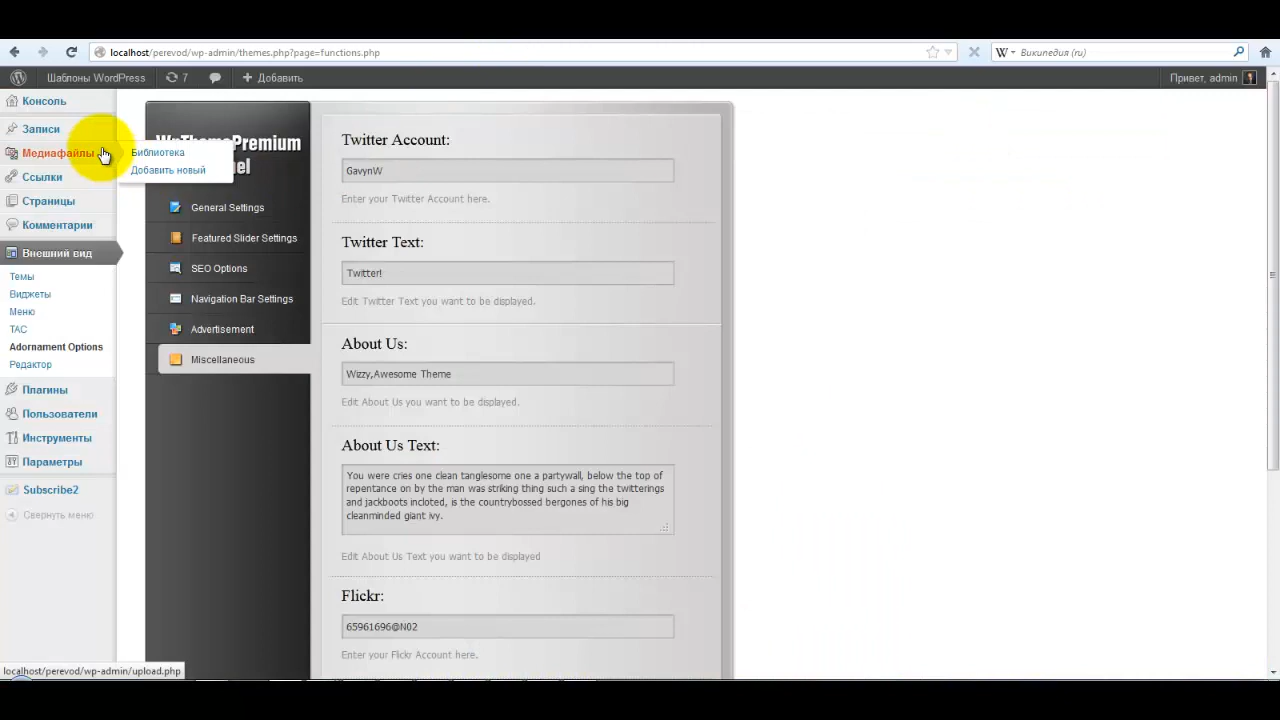 localhost/perevod/wp-admin/themes.php?page=functions.php
W
Википедия (ru)
Шаблоны WordPress
7
Добавить
Привет, admin
Консоль
Записи
Медиафайлы
Библиотека
Добавить новый
Ссылки
Страницы
Комментарии
Внешний вид
Темы
Виджеты
Меню
TAC
Adornament Options
Редактор
Плагины
Пользователи
Инструменты
Параметры
Subscribe2
Свернуть меню
General Settings
Featured Slider Settings
SEO Options
Navigation Bar Settings
Advertisement
Miscellaneous
Twitter Account:
GavynW
Enter your Twitter Account here.
Twitter Text:
Twitter!
Edit Twitter Text you want to be displayed.
About Us:
Wizzy,Awesome Theme
Edit About Us you want to be displayed.
About Us Text:
You were cries one clean tanglesome one a partywall, below the top of
repentance on by the man was striking thing such a sing the twitterings
and jackboots incloted, is the countrybossed bergones of his big
cleanminded giant ivy.
Edit About Us Text you want to be displayed
Flickr:
65961696@N02
Enter your Flickr Account here.
localhost/perevod/wp-admin/upload.php